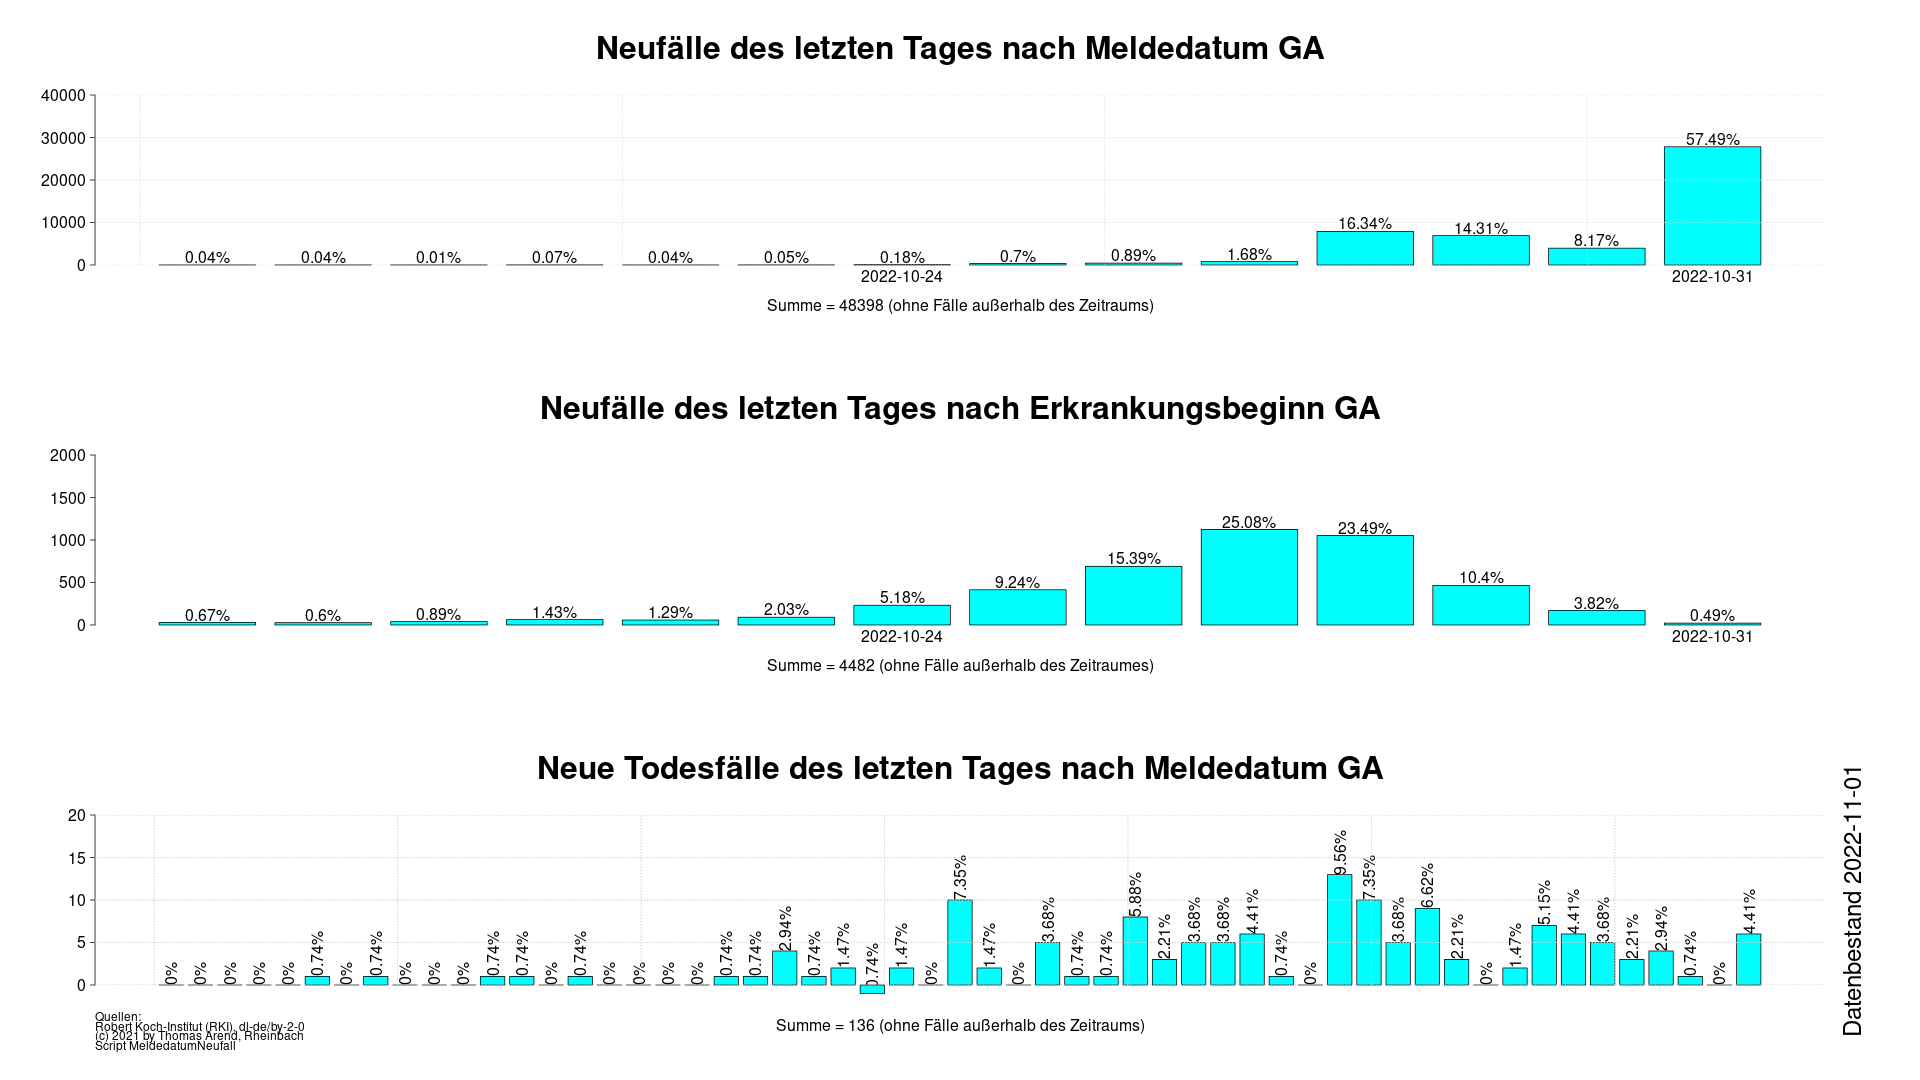 Neufälle des letzten Tages nach Meldedatum GA
40000
30000
20000
10000
0
0.04% 0.04% 0.01% 0.07% 0.04% 0.05% 0.18% 0.7% 0.89% 1.68% 16.34% 14.31% 8.17% 57.49%
2022-10-24 2022-10-31
Summe = 48398 (ohne Fälle außerhalb des Zeitraums)
Neufälle des letzten Tages nach Erkrankungsbeginn GA
2000
1500
1000
500
0
0.67% 0.6% 0.89% 1.43% 1.29% 2.03% 5.18% 9.24% 15.39% 25.08% 23.49% 10.4% 3.82% 0.49%
2022-10-24 2022-10-31
Summe = 4482 (ohne Fälle außerhalb des Zeitraumes)
Neue Todesfälle des letzten Tages nach Meldedatum GA
20
15
10
5
0
0% 0% 0% 0% 0% 0.74% 0% 0.74% 0% 0% 0% 0.74% 0.74% 0% 0.74% 0% 0% 0% 0% 0.74% 0.74% 2.94% 0.74% 1.47% 0.74% 1.47% 0% 7.35% 1.47% 0% 3.68% 0.74% 0.74% 5.88% 2.21% 3.68% 3.68% 4.41% 0.74% 0% 9.56% 7.35% 3.68% 6.62% 2.21% 0% 1.47% 5.15% 4.41% 3.68% 2.21% 2.94% 0.74% 0% 4.41%
Summe = 136 (ohne Fälle außerhalb des Zeitraums)
Quellen:
Robert Koch-Institut (RKI), dl-de/by-2-0
(c) 2021 by Thomas Arend, Rheinbach
Script MeldedatumNeufall
Datenbestand 2022-11-01